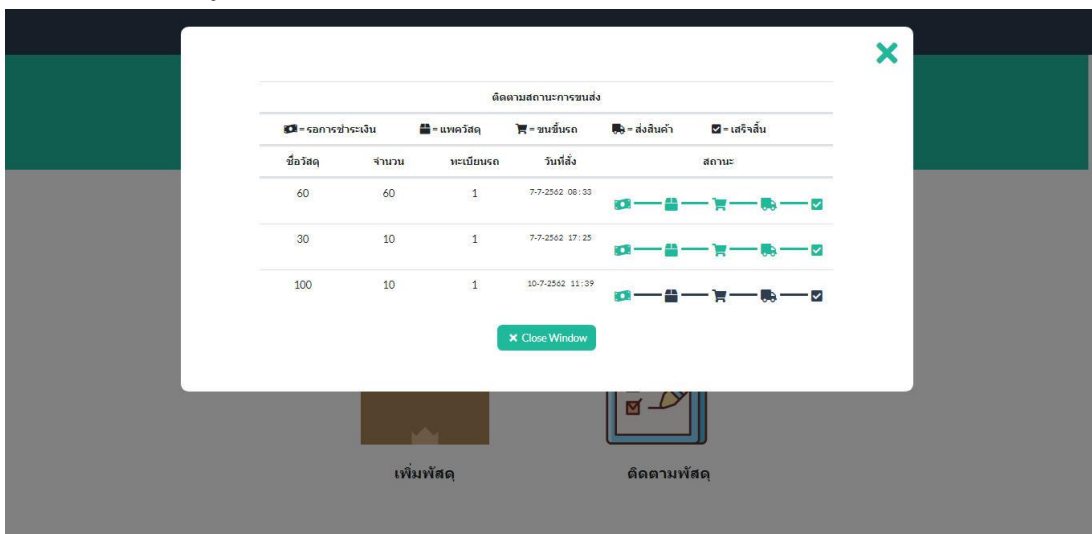 ติดตามสถานะการขนส่ง
= รอการชำระเงิน = แพควัสดุ = ขนขึ้นรถ = ส่งสินค้า = เสร็จสิ้น
ชื่อวัสดุ จำนวน ทะเบียนรถ วันที่สั่ง สถานะ
60 60 1 7-7-2562 08:33
30 10 1 7-7-2562 17:25
100 10 1 10-7-2562 11:39
Close Window
เพิ่มพัสดุ ติดตามพัสดุ